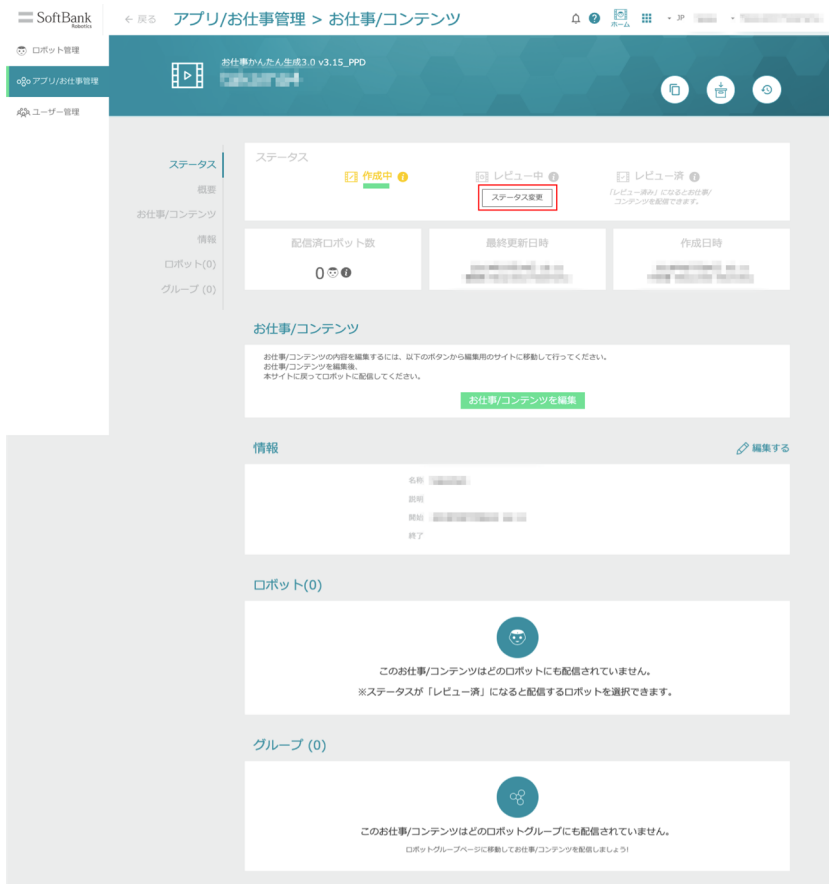 SoftBank
Robotics
← 戻る
アプリ/お仕事管理 > お仕事/コンテンツ
ホーム
JP
ロボット管理
アプリ/お仕事管理
ユーザー管理
お仕事かんたん生成3.0 v3.15_PPD
ステータス
概要
お仕事/コンテンツ
情報
ロボット(0)
グループ (0)
ステータス
作成中
レビュー中
レビュー済
ステータス変更
「レビュー済み」になるとお仕事/
コンテンツを配信できます。
配信済ロボット数
0
最終更新日時
作成日時
お仕事/コンテンツ
お仕事/コンテンツの内容を編集するには、以下のボタンから編集用のサイトに移動して行ってください。
お仕事/コンテンツを編集後、
本サイトに戻ってロボットに配信してください。
お仕事/コンテンツを編集
情報
編集する
名称
説明
開始
終了
ロボット(0)
このお仕事/コンテンツはどのロボットにも配信されていません。
※ステータスが「レビュー済」になると配信するロボットを選択できます。
グループ (0)
このお仕事/コンテンツはどのロボットグループにも配信されていません。
ロボットグループページに移動してお仕事/コンテンツを配信しましょう!